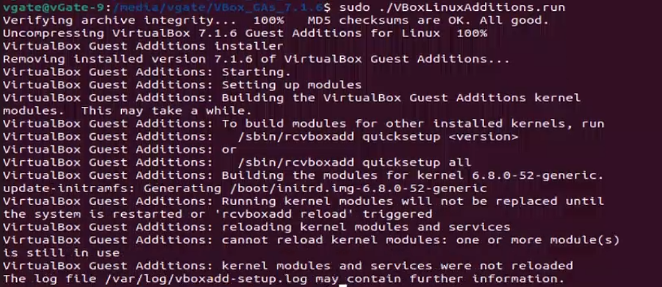 vgate@vGate-9:/media/vgate/VBox_GAs_7.1.6$ sudo ./VBoxLinuxAdditions.run
Verifying archive integrity...  100%   MD5 checksums are OK. All good.
Uncompressing VirtualBox 7.1.6 Guest Additions for Linux  100%
VirtualBox Guest Additions installer
Removing installed version 7.1.6 of VirtualBox Guest Additions...
VirtualBox Guest Additions: Starting.
VirtualBox Guest Additions: Setting up modules
VirtualBox Guest Additions: Building the VirtualBox Guest Additions kernel
modules.  This may take a while.
VirtualBox Guest Additions: To build modules for other installed kernels, run
VirtualBox Guest Additions:   /sbin/rcvboxadd quicksetup <version>
VirtualBox Guest Additions: or
VirtualBox Guest Additions:   /sbin/rcvboxadd quicksetup all
VirtualBox Guest Additions: Building the modules for kernel 6.8.0-52-generic.
update-initramfs: Generating /boot/initrd.img-6.8.0-52-generic
VirtualBox Guest Additions: Running kernel modules will not be replaced until
the system is restarted or 'rcvboxadd reload' triggered
VirtualBox Guest Additions: reloading kernel modules and services
VirtualBox Guest Additions: cannot reload kernel modules: one or more module(s)
is still in use
VirtualBox Guest Additions: kernel modules and services were not reloaded
The log file /var/log/vboxadd-setup.log may contain further information.